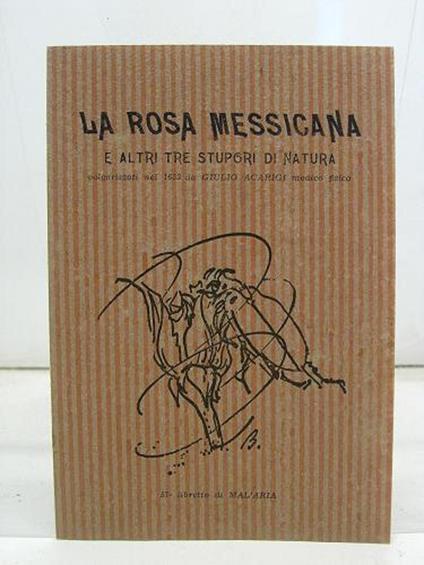 LA ROSA MESSICANA
E ALTRI TRE STUPORI DI NATURA
volgarizzati nel 1633 da GIULIO ACARIGI medico fisico
B.
57° libretto di MAL'ARIA